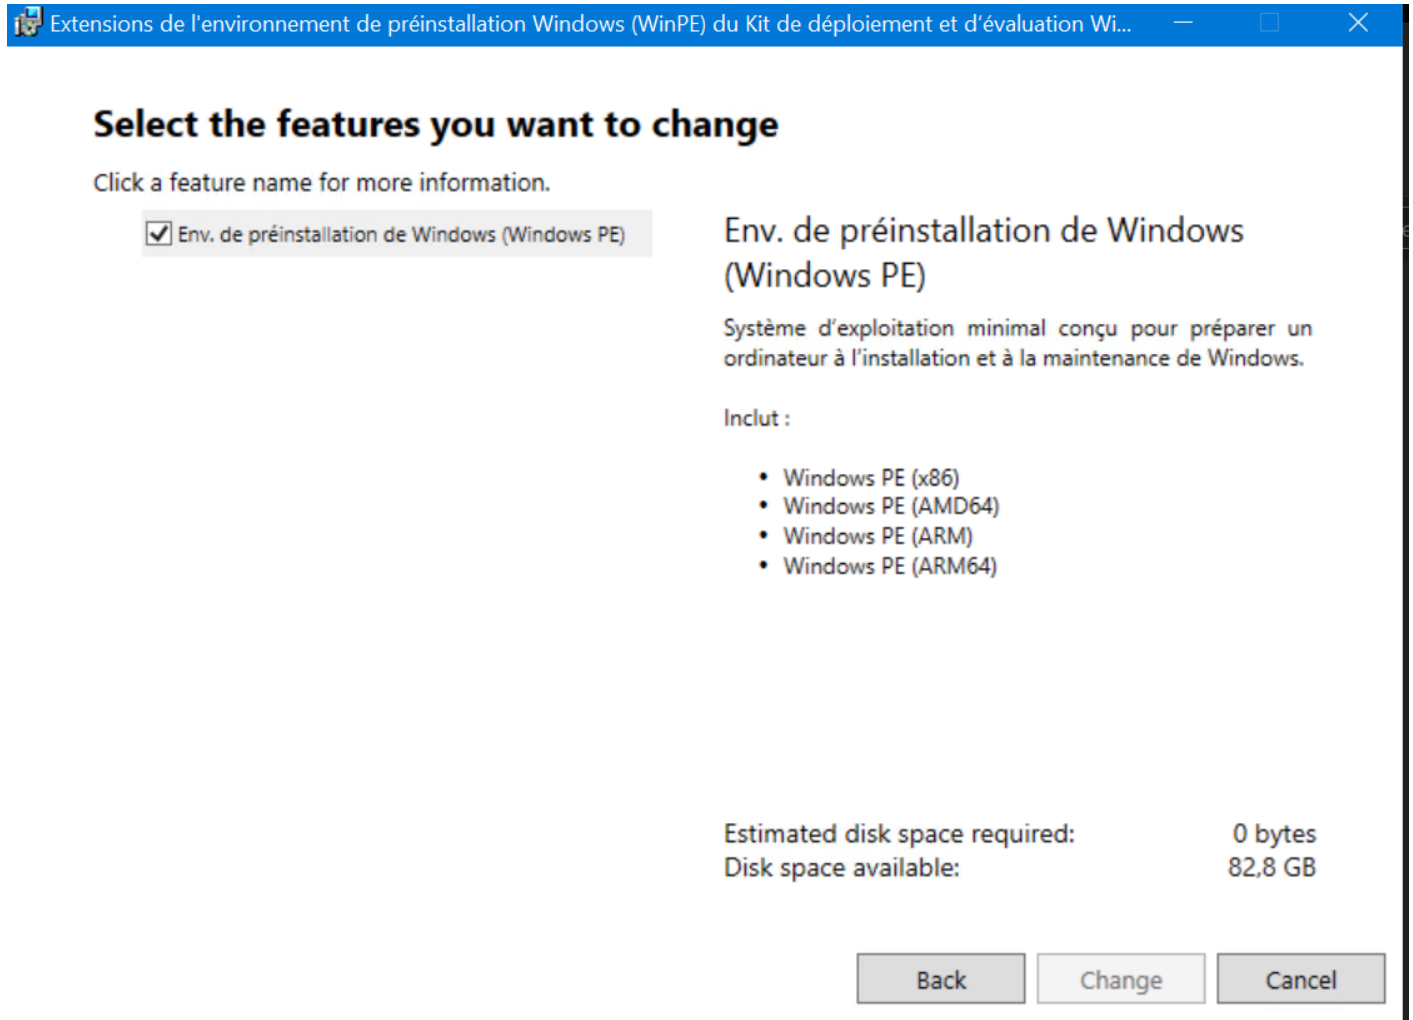 Extensions de l'environnement de préinstallation Windows (WinPE) du Kit de déploiement et d’évaluation Wi...
Select the features you want to change
Click a feature name for more information.
Env. de préinstallation de Windows (Windows PE)
Env. de préinstallation de Windows
(Windows PE)
Système d’exploitation minimal conçu pour préparer un
ordinateur à l’installation et à la maintenance de Windows.
Inclut :
• Windows PE (x86)
• Windows PE (AMD64)
• Windows PE (ARM)
• Windows PE (ARM64)
Estimated disk space required: 0 bytes
Disk space available: 82,8 GB
Back Change Cancel